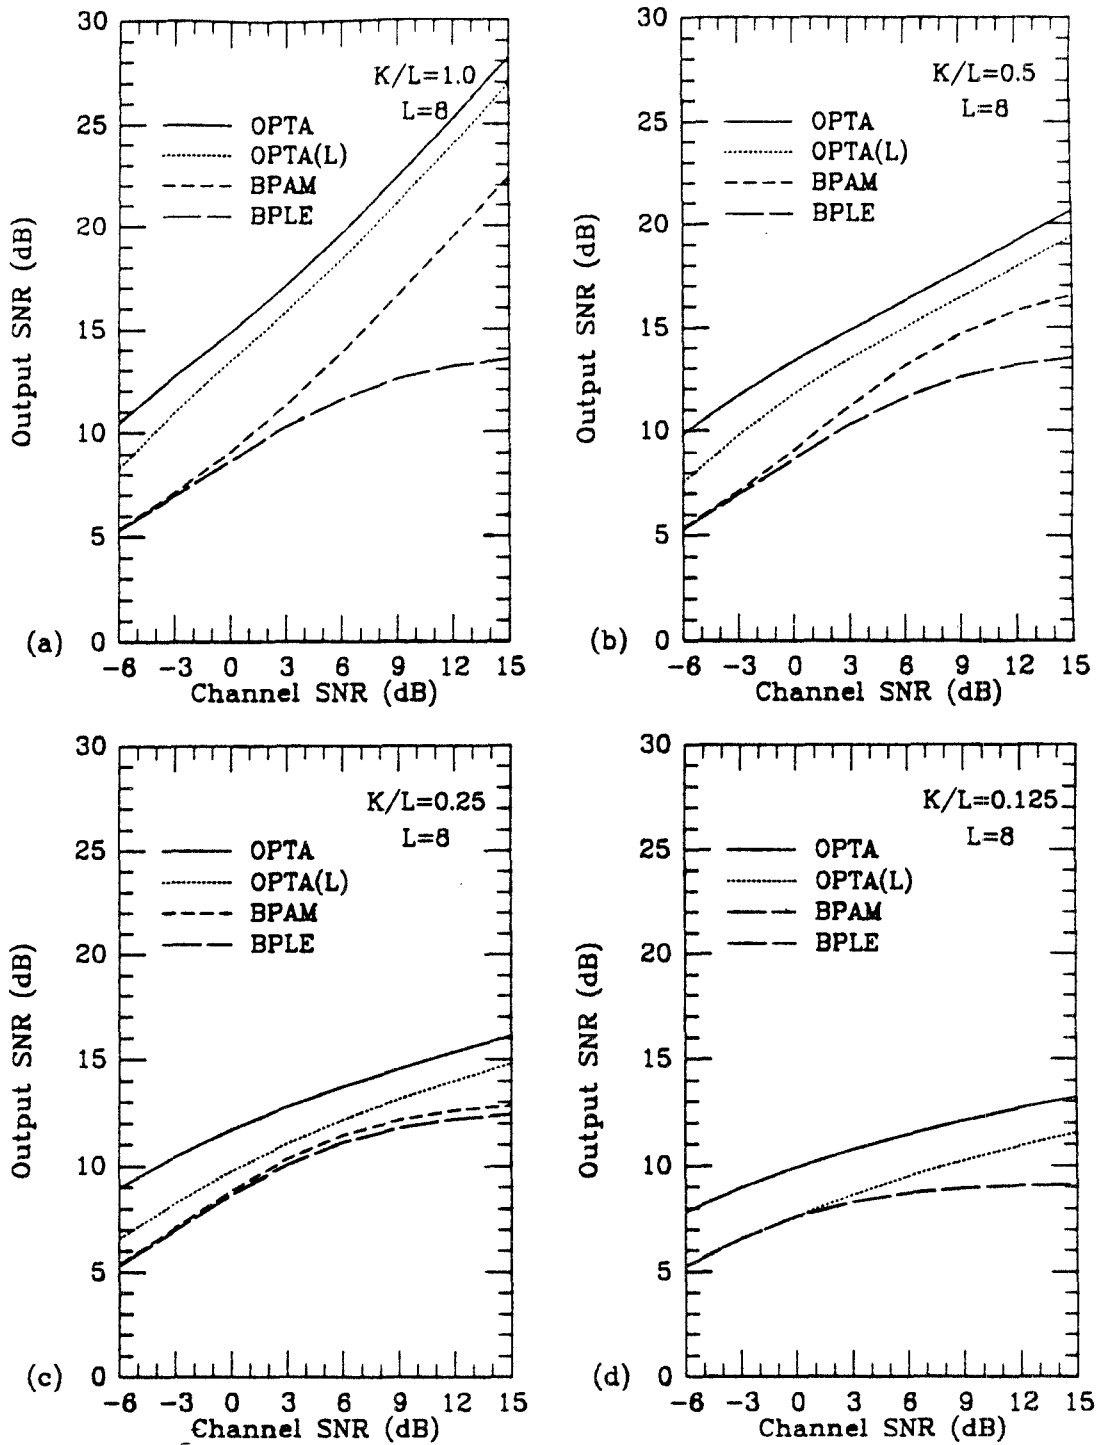 30
25
20
15
10
5
0
Output SNR (dB)
K/L=1.0
L=8
OPTA
OPTA(L)
BPAM
BPLE
(a)
-6 -3 0 3 6 9 12 15
Channel SNR (dB)
30
25
20
15
10
5
0
Output SNR (dB)
K/L=0.5
L=8
OPTA
OPTA(L)
BPAM
BPLE
(b)
-6 -3 0 3 6 9 12 15
Channel SNR (dB)
30
25
20
15
10
5
0
Output SNR (dB)
K/L=0.25
L=8
OPTA
OPTA(L)
BPAM
BPLE
(c)
-6 -3 0 3 6 9 12 15
Channel SNR (dB)
30
25
20
15
10
5
0
Output SNR (dB)
K/L=0.125
L=8
OPTA
OPTA(L)
BPAM
BPLE
(d)
-6 -3 0 3 6 9 12 15
Channel SNR (dB)